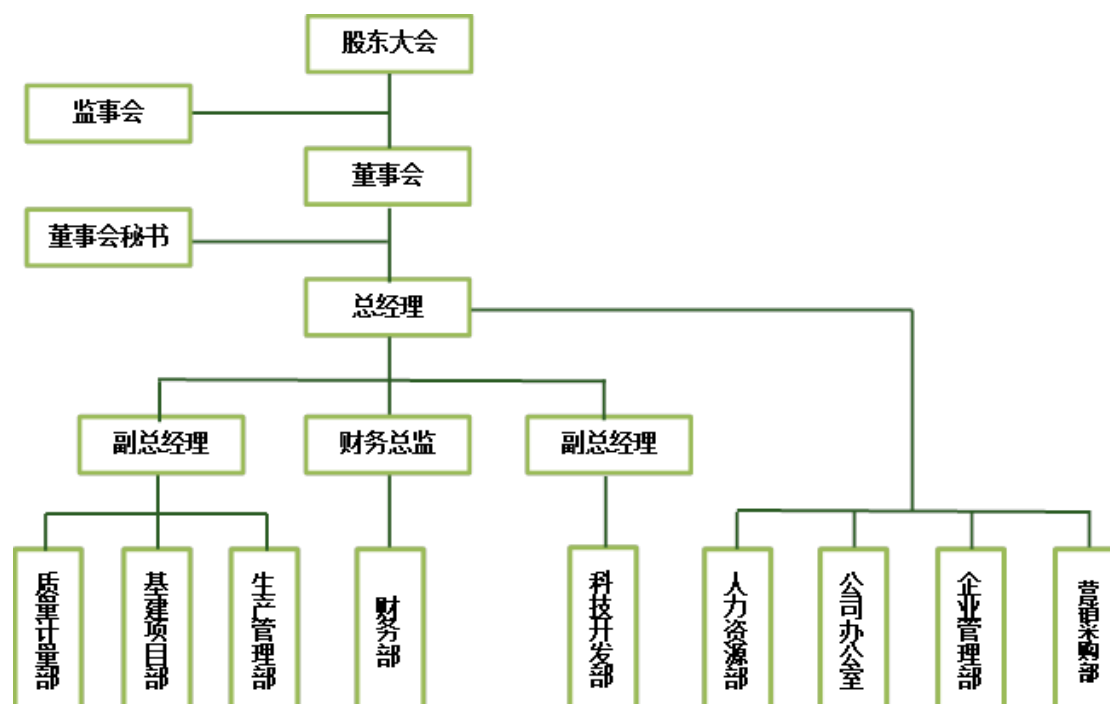 股东大会
监事会
董事会
董事会秘书
总经理
副总经理
财务总监
副总经理
质量计量部
基建项目部
生产管理部
财务部
科技开发部
人力资源部
公司办公室
企业管理部
营销采购部